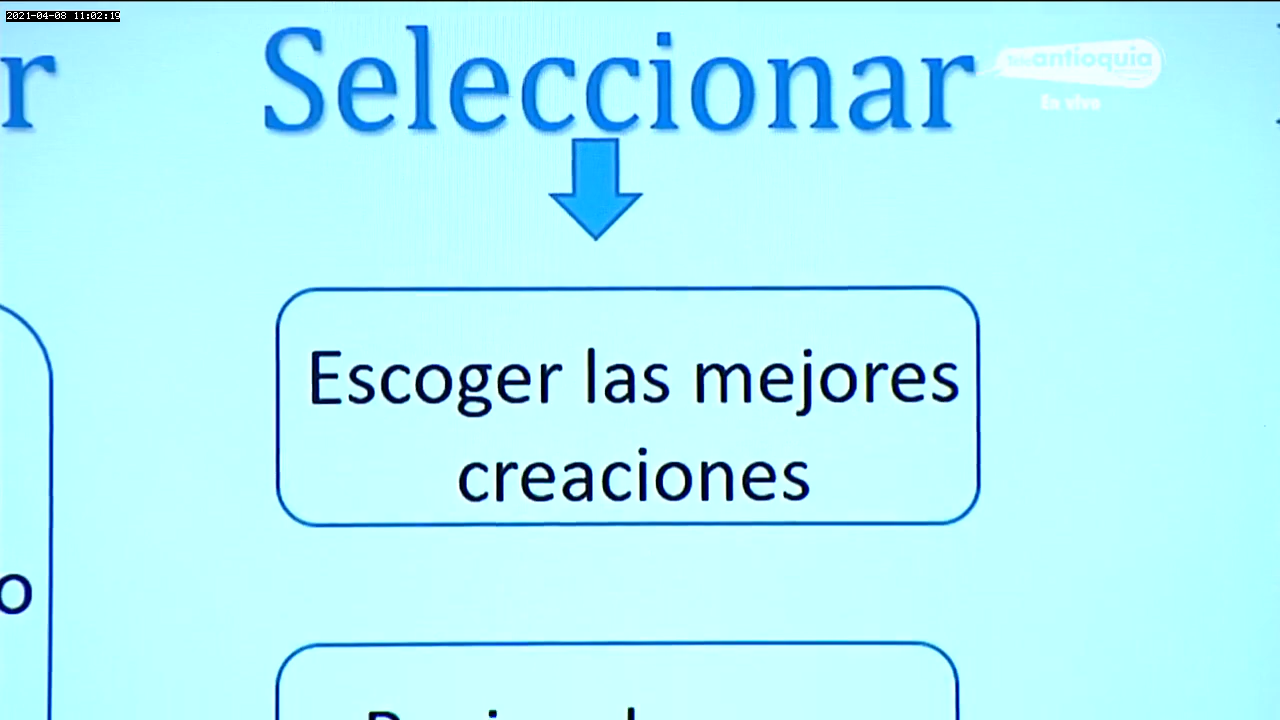 2021-04-08 11:02:19
Seleccionar
antioquia
En vivo
Escoger las mejores
creaciones